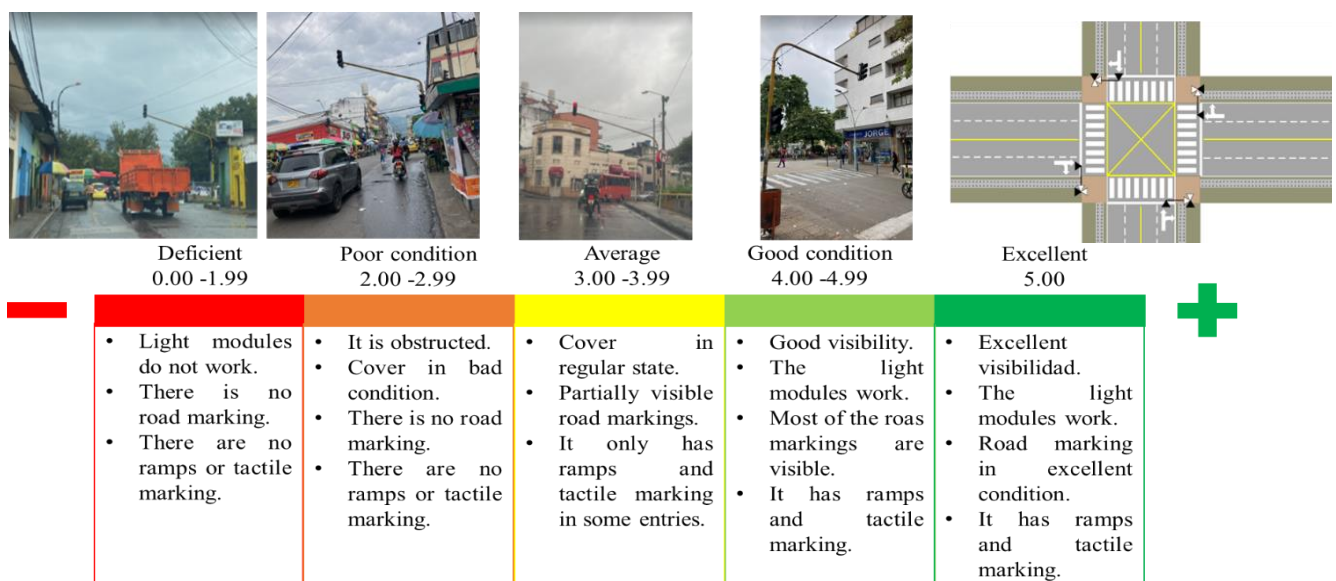 JORGE
Deficient
0.00 -1.99
Poor condition
2.00 -2.99
Average
3.00 -3.99
Good condition
4.00 -4.99
Excellent
5.00
• Light modules
do not work.
• There is no
road marking.
• There are no
ramps or tactile
marking.
• It is obstructed.
• Cover in bad
condition.
• There is no road
marking.
• There are no
ramps or tactile
marking.
• Cover in
regular state.
• Partially visible
road markings.
• It only has
ramps and
tactile marking
in some entries.
• Good visibility.
• The light
modules work.
• Most of the roas
markings are
visible.
• It has ramps
and tactile
marking.
• Excellent
visibilidad.
• The light
modules work.
• Road marking
in excellent
condition.
• It has ramps
and tactile
marking.